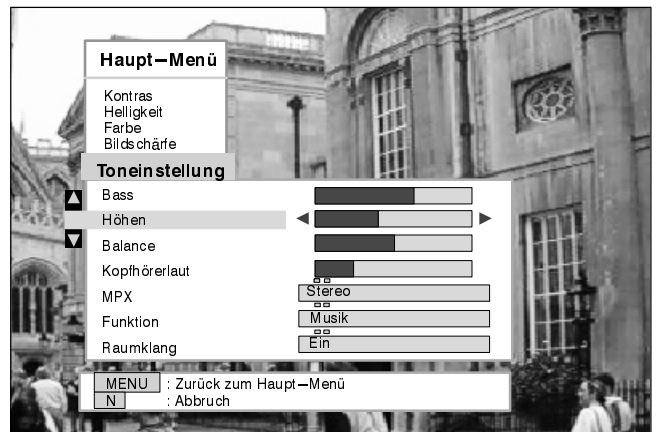 Haupt–Menü
Kontras
Helligkeit
Farbe
Bildschärfe
Toneinstellung
Bass
Höhen
Balance
Kopfhörerlaut
MPX Stereo
Funktion Musik
Raumklang Ein
MENU : Zurück zum Haupt–Menü
N : Abbruch